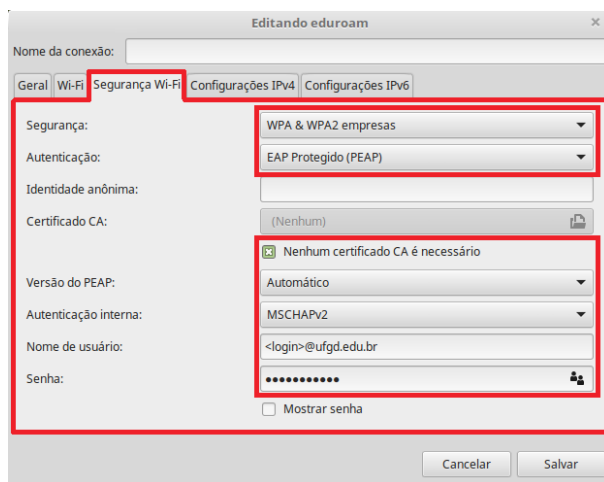 Editando eduroam
Nome da conexão:
Geral Wi-Fi Segurança Wi-Fi Configurações IPv4 Configurações IPv6
Segurança: WPA & WPA2 empresas
Autenticação: EAP Protegido (PEAP)
Identidade anônima:
Certificado CA: (Nenhum)
Nenhum certificado CA é necessário
Versão do PEAP: Automático
Autenticação interna: MSCHAPv2
Nome de usuário: <login>@ufgd.edu.br
Senha: •••••••••••
Mostrar senha
Cancelar Salvar